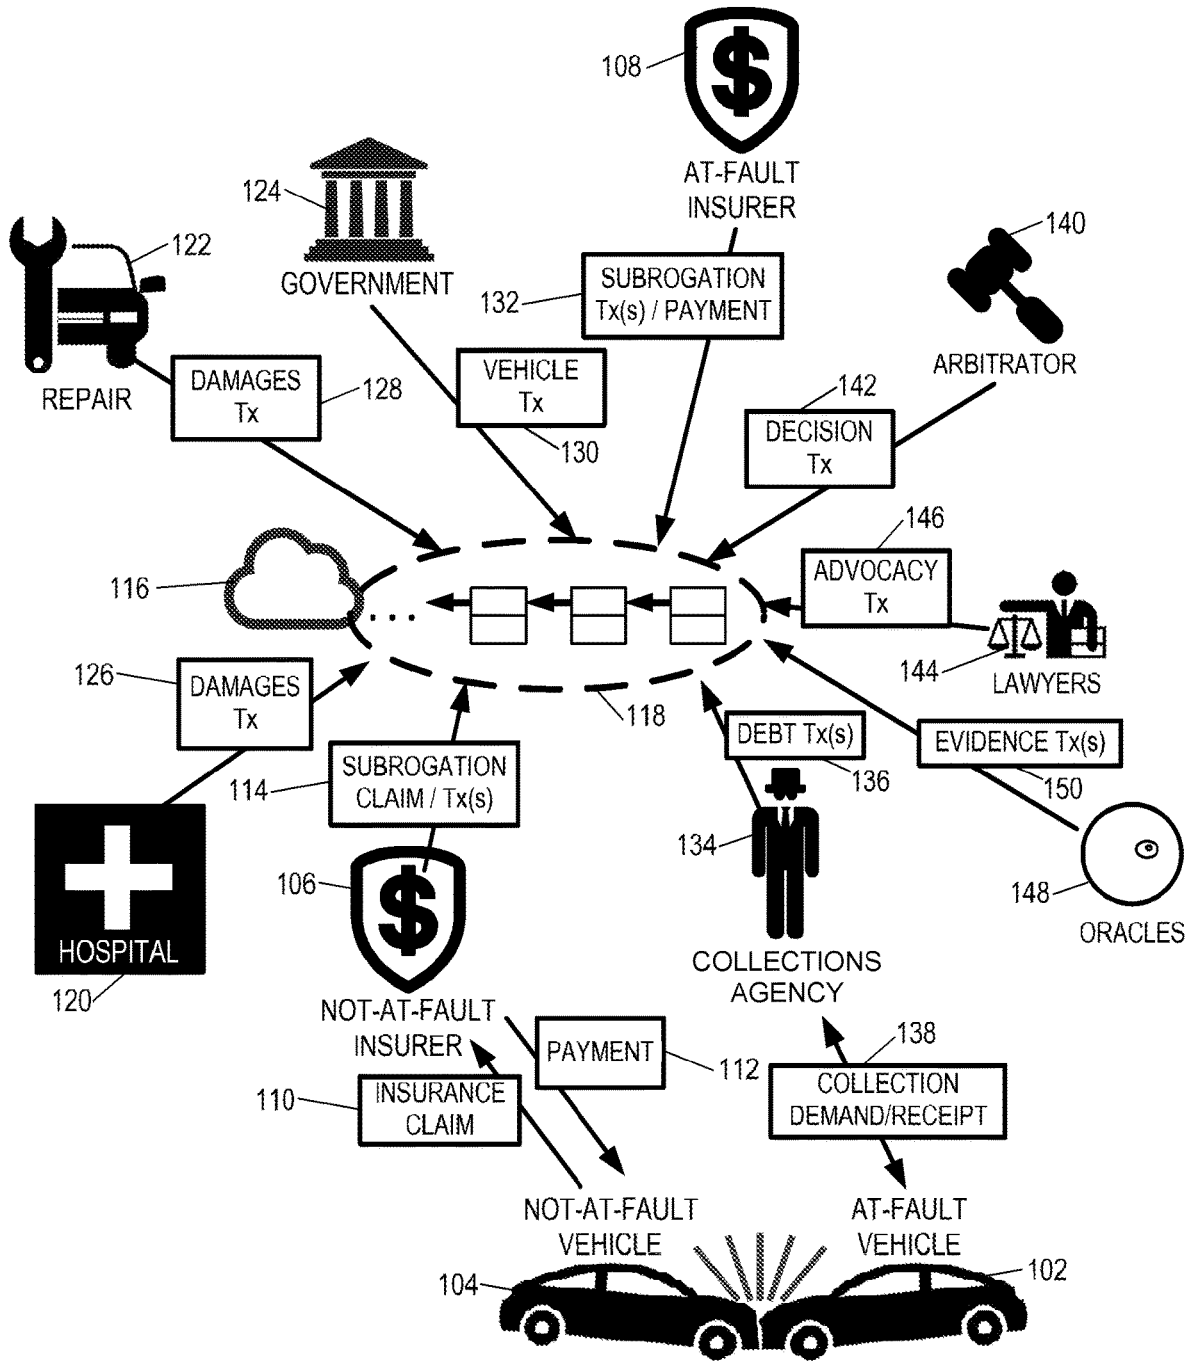 108
AT-FAULT
INSURER
124
GOVERNMENT
122
REPAIR
140
ARBITRATOR
132
SUBROGATION
Tx(s) / PAYMENT
DAMAGES
Tx
128
VEHICLE
Tx
130
142
DECISION
Tx
146
ADVOCACY
Tx
116
. . .
144
LAWYERS
126
DAMAGES
Tx
118
DEBT Tx(s)
136
EVIDENCE Tx(s)
150
114
SUBROGATION
CLAIM / Tx(s)
134
106
$
148
ORACLES
HOSPITAL
120
COLLECTIONS
AGENCY
NOT-AT-FAULT
INSURER
PAYMENT
112
138
COLLECTION
DEMAND/RECEIPT
110
INSURANCE
CLAIM
NOT-AT-FAULT
VEHICLE
AT-FAULT
VEHICLE
104
102
$